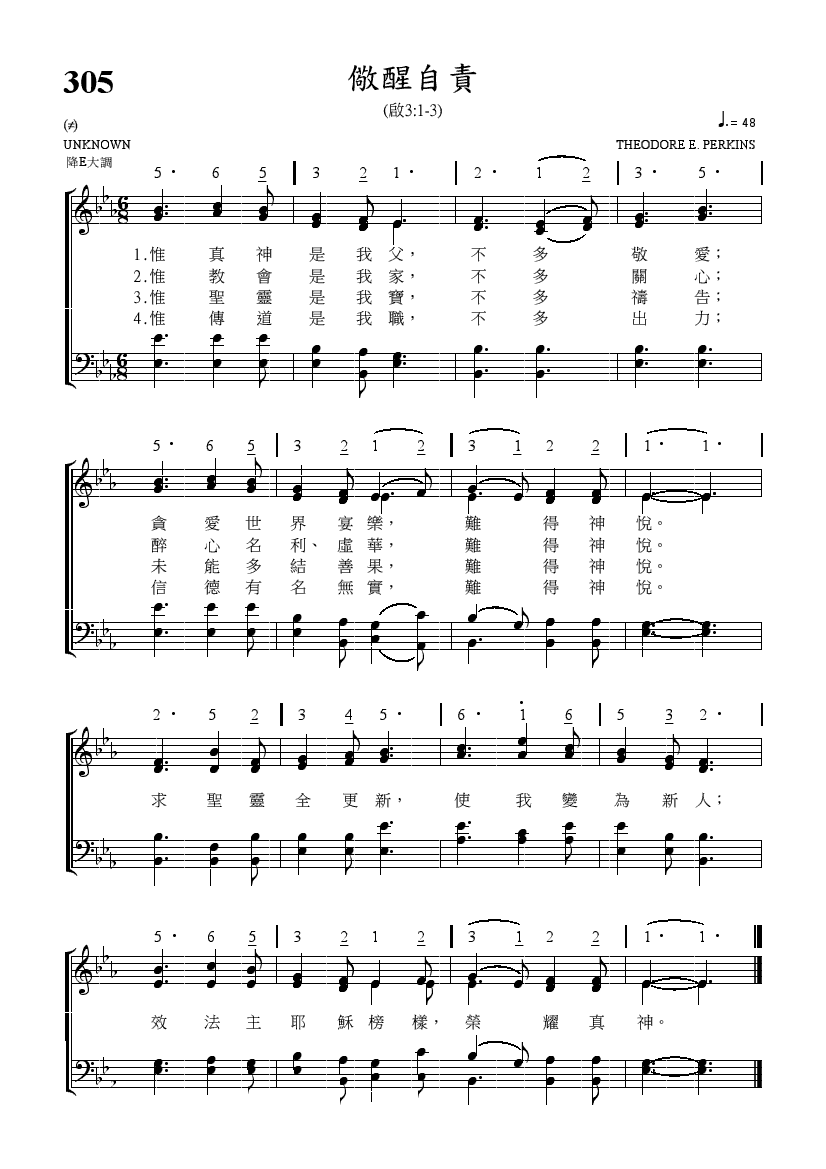 305
儆醒自責
(啟3:1-3)
(≠)
♩. = 48
UNKNOWN
THEODORE E. PERKINS
降E大調
5· 6 5 | 3 2 1· | 2· 1 2 | 3· 5· |
1.惟真神是我父，不多敬愛；
2.惟教會是我家，不多關心；
3.惟聖靈是我寶，不多禱告；
4.惟傳道是我職，不多出力；
5· 6 5 | 3 2 1 2 | 3 1 2 2 | 1· 1· |
貪愛世界宴樂，難得神悅。
醉心名利、虛華，難得神悅。
未能多結善果，難得神悅。
信德有名無實，難得神悅。
2· 5 2 | 3 4 5· | 6· 1 6 | 5 3 2· |
求聖靈全更新，使我變為新人；
5· 6 5 | 3 2 1 2 | 3 1 2 2 | 1· 1·
效法主耶穌榜樣，榮耀真神。